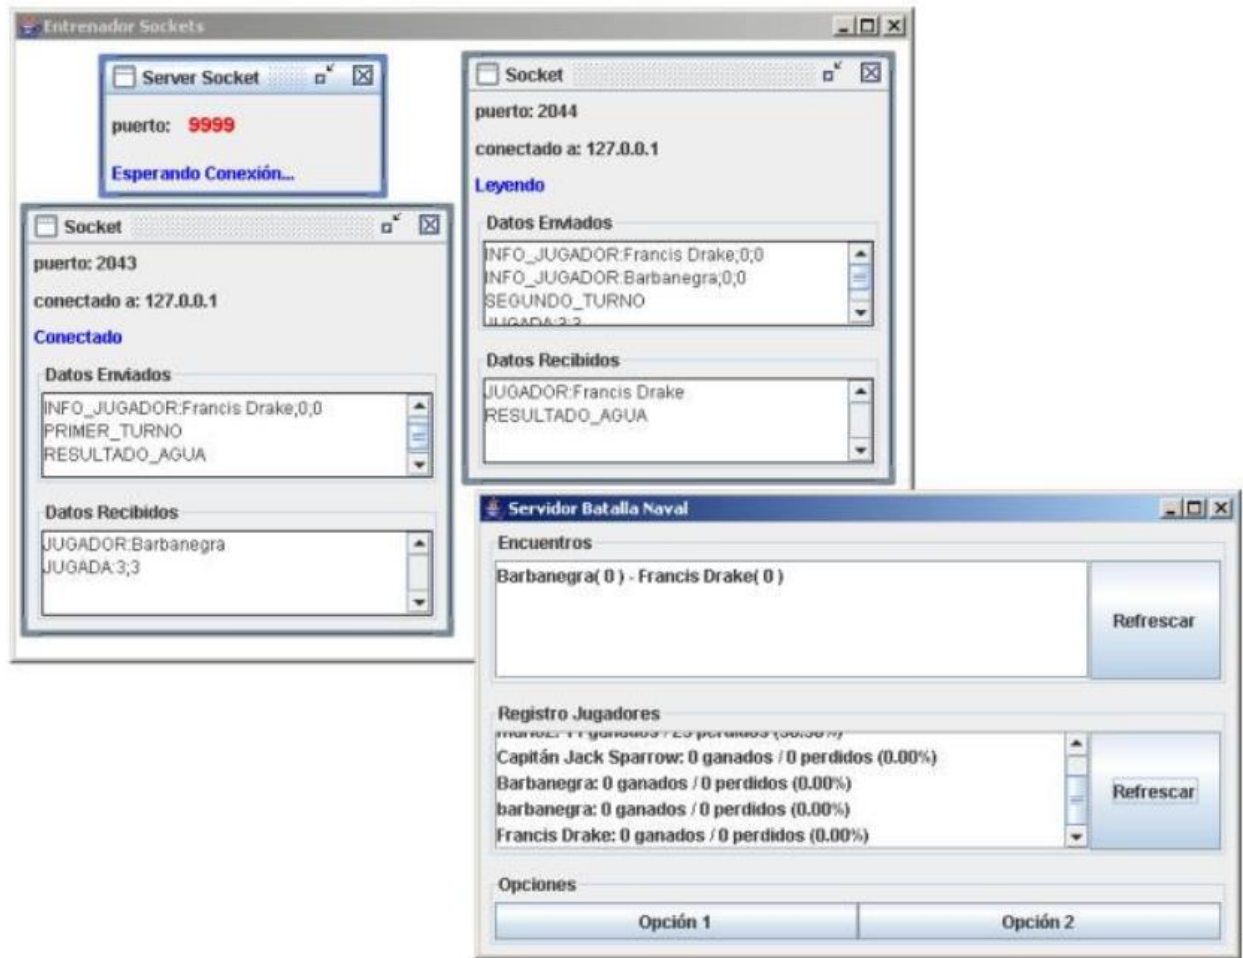 Entrenador Sockets
Server Socket
puerto: 9999
Esperando Conexión...
Socket
puerto: 2044
conectado a: 127.0.0.1
Leyendo
Datos Enviados
INFO_JUGADOR:Francis Drake;0;0
INFO_JUGADOR:Barbanegra;0;0
SEGUNDO_TURNO
JUGADA:3;3
Datos Recibidos
JUGADOR:Francis Drake
RESULTADO_AGUA
Socket
puerto: 2043
conectado a: 127.0.0.1
Conectado
Datos Enviados
INFO_JUGADOR:Francis Drake;0;0
PRIMER_TURNO
RESULTADO_AGUA
Datos Recibidos
JUGADOR:Barbanegra
JUGADA:3;3
Servidor Batalla Naval
Encuentros
Barbanegra( 0 ) - Francis Drake( 0 )
Refrescar
Registro Jugadores
Capitán Jack Sparrow: 0 ganados / 0 perdidos (0.00%)
Barbanegra: 0 ganados / 0 perdidos (0.00%)
barbanegra: 0 ganados / 0 perdidos (0.00%)
Francis Drake: 0 ganados / 0 perdidos (0.00%)
Refrescar
Opciones
Opción 1
Opción 2